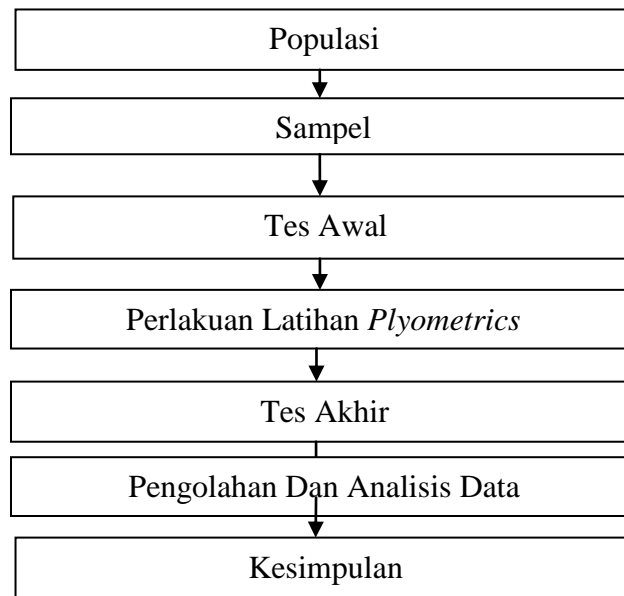 Populasi
Sampel
Tes Awal
Perlakuan Latihan Plyometrics
Tes Akhir
Pengolahan Dan Analisis Data
Kesimpulan